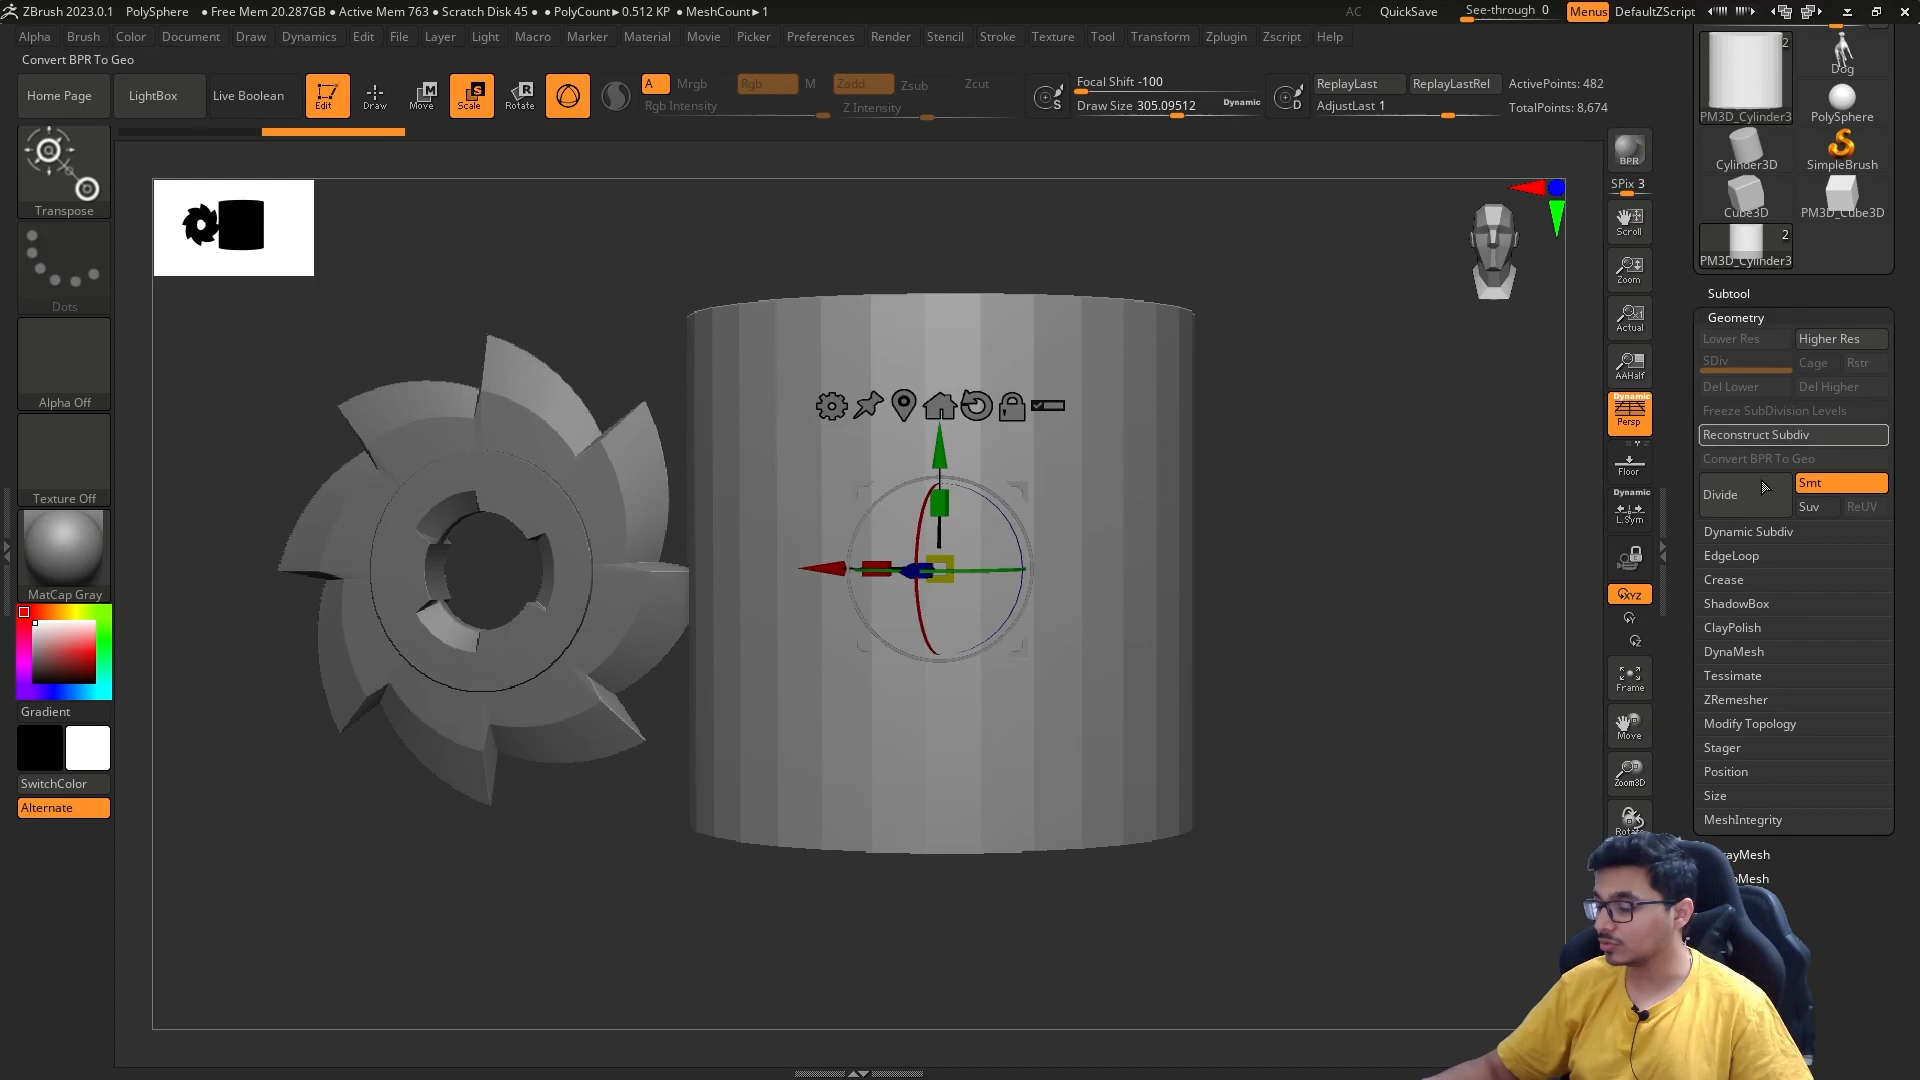 ZBrush 2023.0.1 PolySphere ● Free Mem 20.287GB ● Active Mem 763 ● Scratch Disk 45 ● ● PolyCount►0.512 KP ● MeshCount►1 AC QuickSave See-through 0 Menus DefaultZScript
Alpha Brush Color Document Draw Dynamics Edit File Layer Light Macro Marker Material Movie Picker Preferences Render Stencil Stroke Texture Tool Transform Zplugin Zscript Help
Convert BPR To Geo
Home Page LightBox Live Boolean Edit Draw Move Scale Rotate
A Mrgb Rgb M Zadd Zsub Zcut
Rgb Intensity Z Intensity
S Focal Shift -100
Draw Size 305.09512 Dynamic
D ReplayLast ReplayLastRel ActivePoints: 482
AdjustLast 1 TotalPoints: 8,674
Transpose
Dots
Alpha Off
Texture Off
MatCap Gray
Gradient
SwitchColor
Alternate
BPR
SPix 3
Scroll
Zoom
Actual
AAHalf
Dynamic
Persp
Floor
Dynamic
L.Sym
XYZ
Frame
Move
Zoom3D
2
PM3D_Cylinder3
Dog
PolySphere
Cylinder3D
SimpleBrush
Cube3D
PM3D_Cube3D
2
PM3D_Cylinder3
Subtool
Geometry
Lower Res Higher Res
SDiv Cage Rstr
Del Lower Del Higher
Freeze SubDivision Levels
Reconstruct Subdiv
Convert BPR To Geo
Divide Smt
Suv ReUV
Dynamic Subdiv
EdgeLoop
Crease
ShadowBox
ClayPolish
DynaMesh
Tessimate
ZRemesher
Modify Topology
Stager
Position
Size
MeshIntegrity